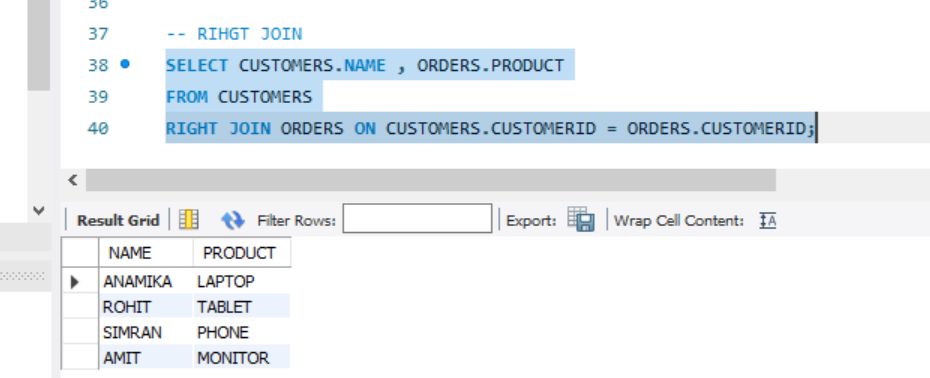 36
37 -- RIHGT JOIN
38 SELECT CUSTOMERS.NAME , ORDERS.PRODUCT
39 FROM CUSTOMERS
40 RIGHT JOIN ORDERS ON CUSTOMERS.CUSTOMERID = ORDERS.CUSTOMERID;
Result Grid Filter Rows: Export: Wrap Cell Content: IA
NAME PRODUCT
ANAMIKA LAPTOP
ROHIT TABLET
SIMRAN PHONE
AMIT MONITOR